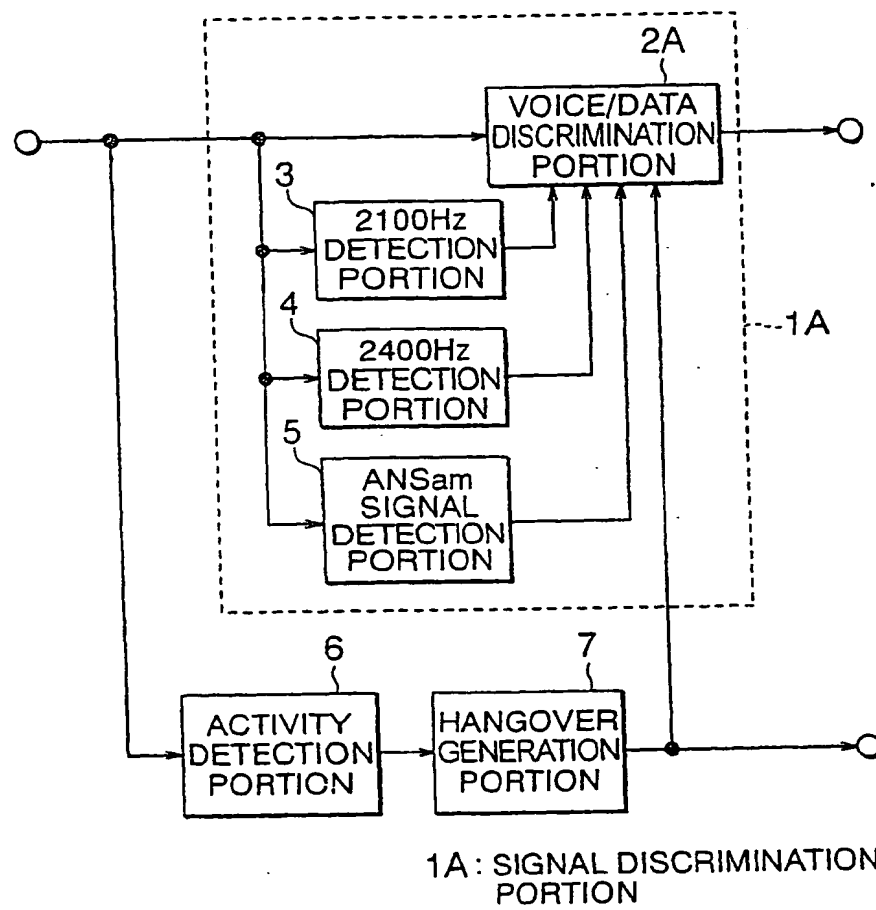 2A
VOICE/DATA
DISCRIMINATION
PORTION
3
2100Hz
DETECTION
PORTION
1A
4
2400Hz
DETECTION
PORTION
5
ANSam
SIGNAL
DETECTION
PORTION
6
ACTIVITY
DETECTION
PORTION
7
HANGOVER
GENERATION
PORTION
1A : SIGNAL DISCRIMINATION
PORTION